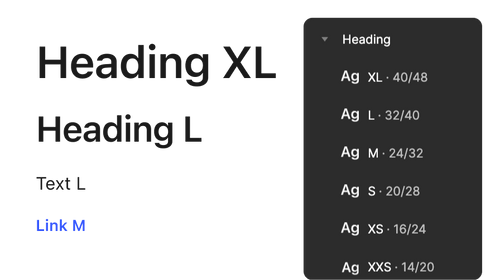 Heading XL
Heading L
Text L
Link M
Heading
Ag XL · 40/48
Ag L · 32/40
Ag M · 24/32
Ag S · 20/28
Ag XS · 16/24
Ag XXS · 14/20